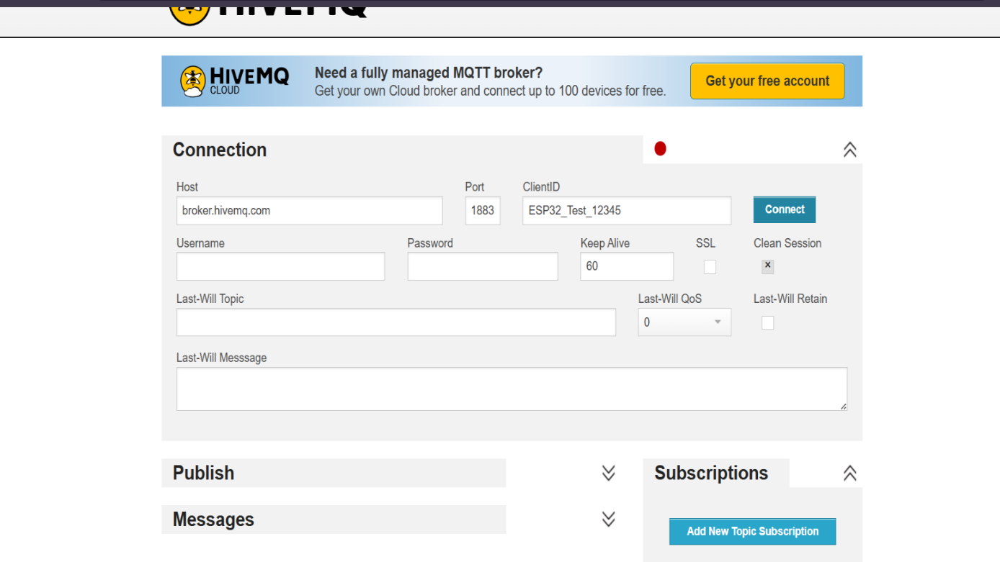 HIVEMQ
HIVEMQ
CLOUD
Need a fully managed MQTT broker?
Get your own Cloud broker and connect up to 100 devices for free.
Get your free account
Connection
Host
Port
ClientID
broker.hivemq.com
1883
ESP32_Test_12345
Connect
Username
Password
Keep Alive
SSL
Clean Session
60
x
Last-Will Topic
Last-Will QoS
Last-Will Retain
0
Last-Will Messsage
Publish
Subscriptions
Messages
Add New Topic Subscription